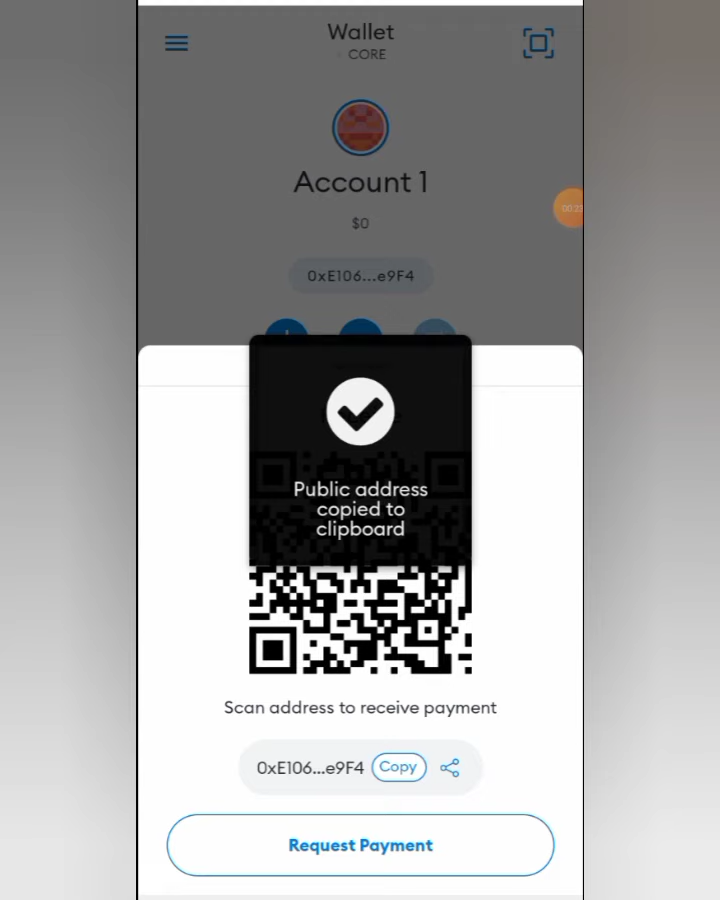 Wallet
CORE
Account 1
$0
0xE106...e9F4
Public address
copied to
clipboard
Scan address to receive payment
0xE106...e9F4 Copy
Request Payment